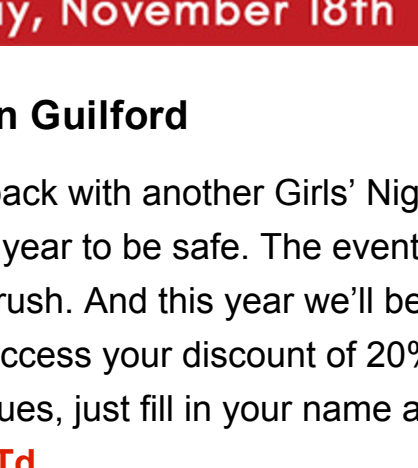 y, November 18th
n Guilford
back with another Girls’ Nig
year to be safe. The event
rush. And this year we’ll be
ccess your discount of 20%
ues, just fill in your name a
Td